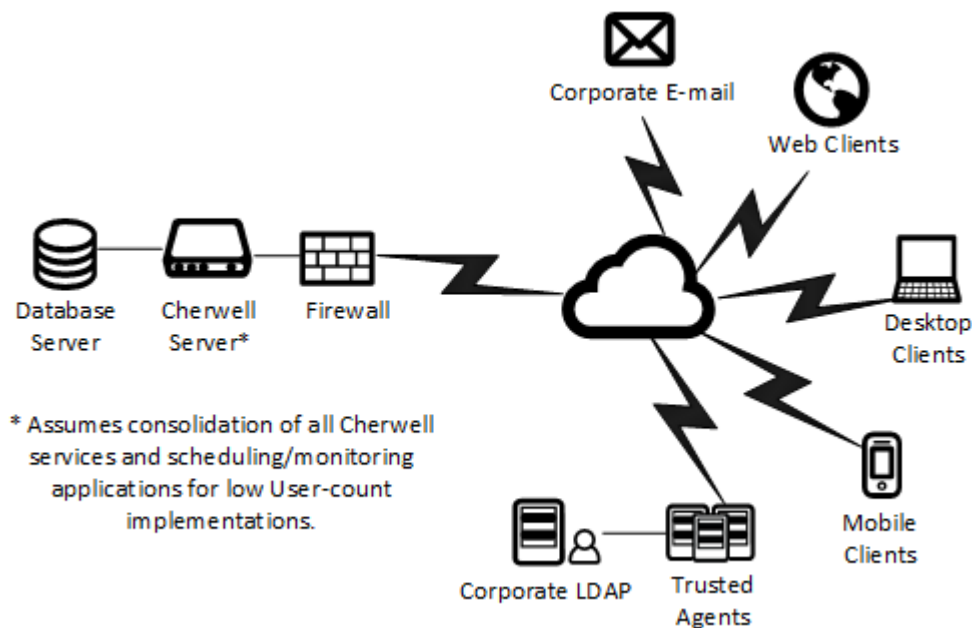 Corporate E-mail
Web Clients
Database
Server
Cherwell
Server*
Firewall
Desktop
Clients
* Assumes consolidation of all Cherwell
services and scheduling/monitoring
applications for low User-count
implementations.
Mobile
Clients
Corporate LDAP
Trusted
Agents